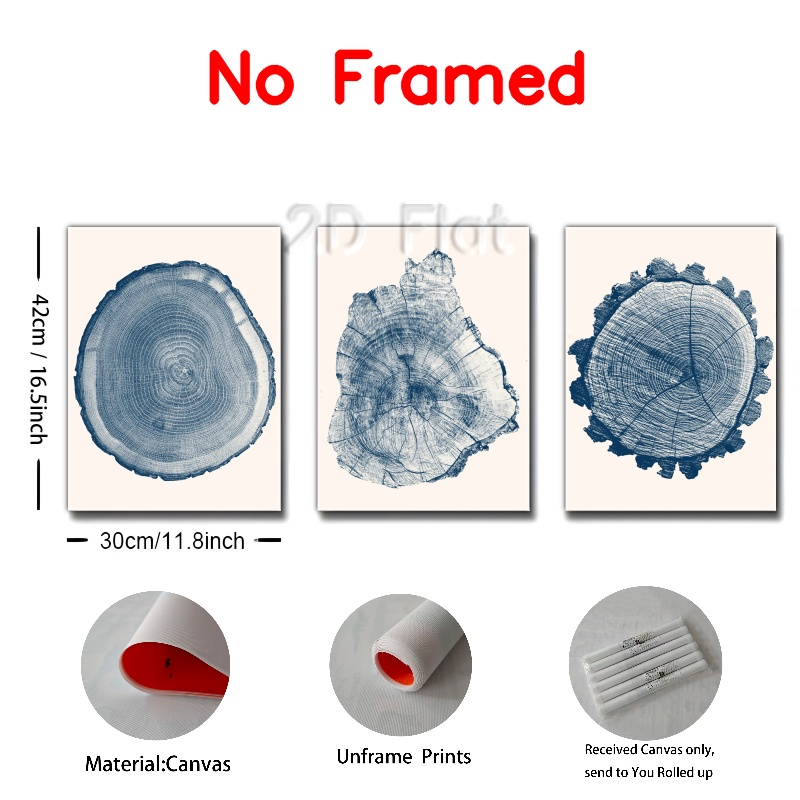 No Framed
2D Flat
42cm / 16.5inch
30cm/11.8inch
Material:Canvas
Unframe Prints
Received Canvas only,
send to You Rolled up